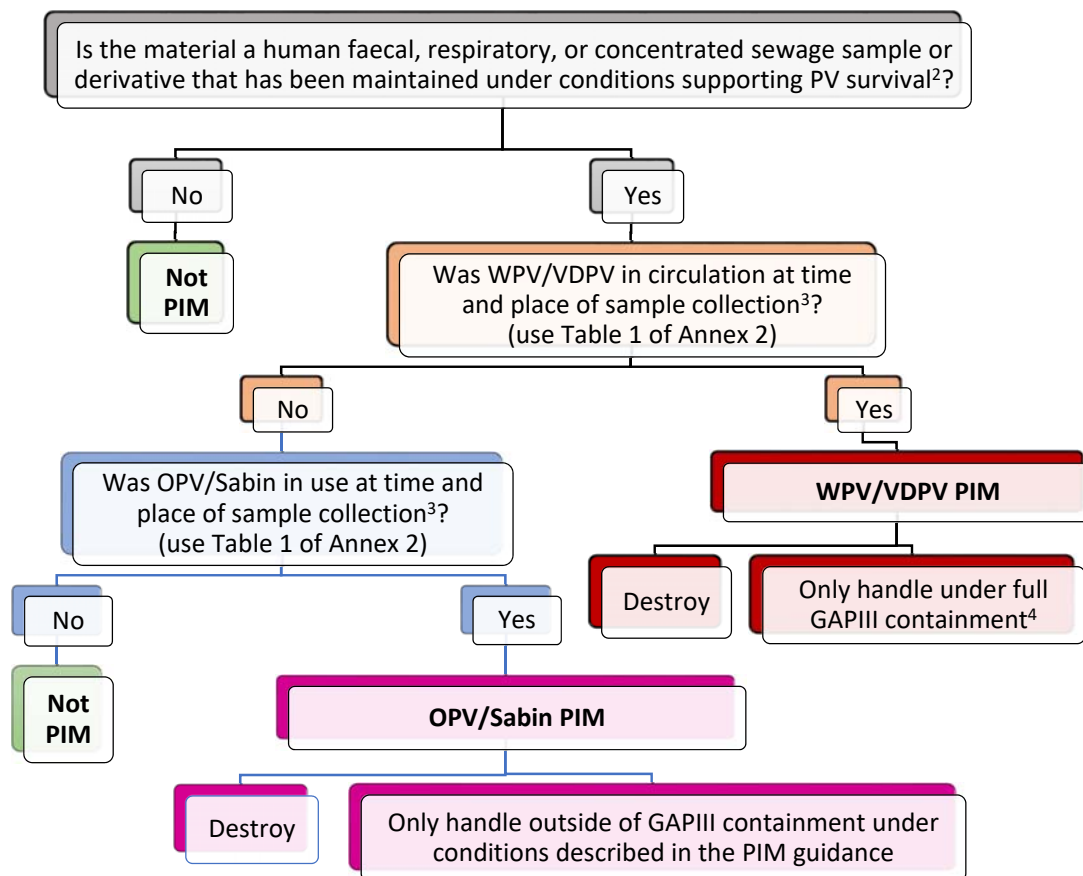 Is the material a human faecal, respiratory, or concentrated sewage sample or
derivative that has been maintained under conditions supporting PV survival²?
No
Yes
Not
PIM
Was WPV/VDPV in circulation at time
and place of sample collection³?
(use Table 1 of Annex 2)
No
Yes
Was OPV/Sabin in use at time and
place of sample collection³?
(use Table 1 of Annex 2)
WPV/VDPV PIM
Destroy
Only handle under full
GAPIII containment⁴
No
Yes
Not
PIM
OPV/Sabin PIM
Destroy
Only handle outside of GAPIII containment under
conditions described in the PIM guidance